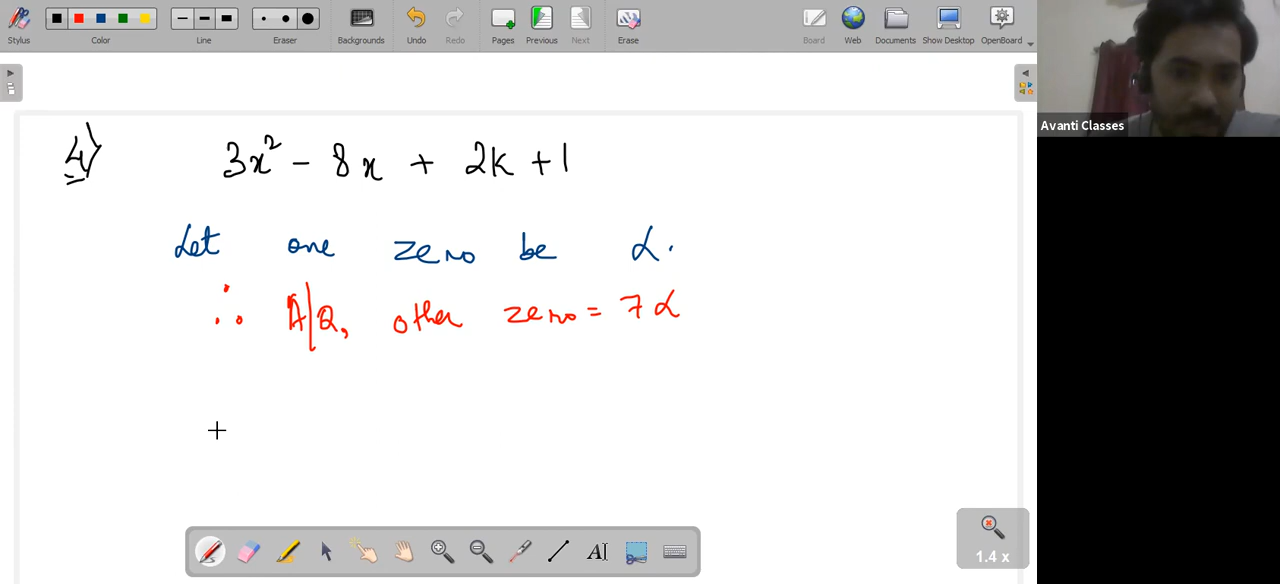 Stylus
Color
Line
Eraser
Backgrounds
Undo
Redo
Pages
Previous
Next
Erase
Board
Web
Documents
Show Desktop
OpenBoard
Avanti Classes
4)
3x² - 8x + 2k + 1
Let one zero be α.
∴ A/Q, other zero = 7α
1.4 x